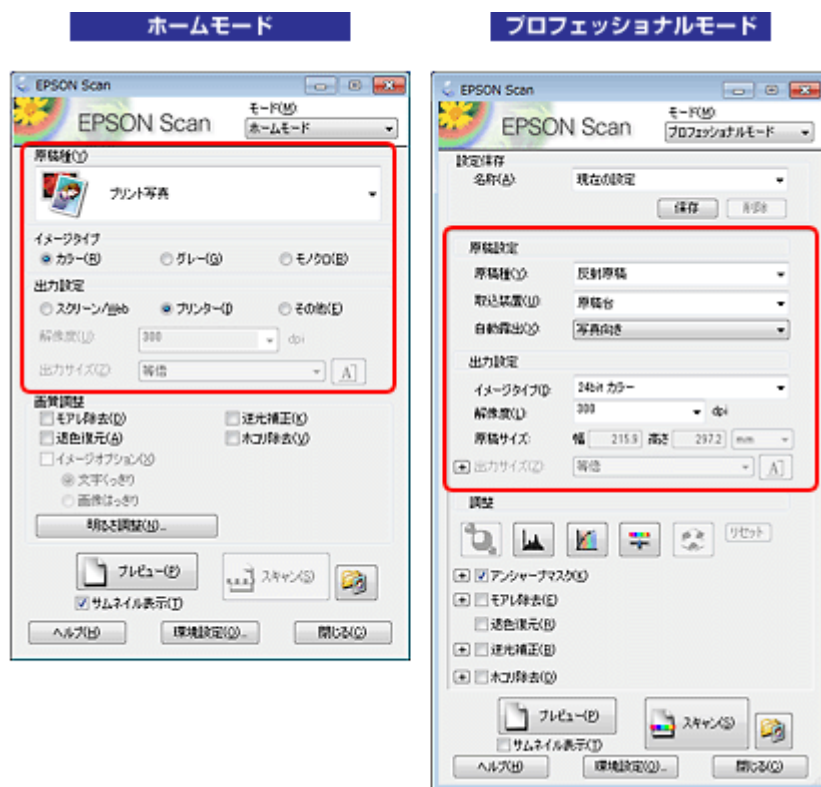 ホームモード
EPSON Scan
EPSON Scan
モード(M)
ホームモード
原稿種(Y)
プリント写真
イメージタイプ
カラー(R) グレー(G) モノクロ(B)
出力設定
スクリーン/Web プリンター(I) その他(E)
解像度(U): 300 dpi
出力サイズ(Z): 等倍
画質調整
モアレ除去(D) 逆光補正(K)
退色復元(A) ホコリ除去(V)
イメージオプション(X)
文字くっきり
画像はっきり
明るさ調整(N)...
プレビュー(P) スキャン(S)
サムネイル表示(T)
ヘルプ(H) 環境設定(O)... 閉じる(C)
プロフェッショナルモード
EPSON Scan
EPSON Scan
モード(M)
プロフェッショナルモード
設定保存
名称(A): 現在の設定
保存 削除
原稿設定
原稿種(Y): 反射原稿
取込装置(U): 原稿台
自動露出(X): 写真向き
出力設定
イメージタイプ(I): 24bit カラー
解像度(L): 300 dpi
原稿サイズ: 幅 215.9 高さ 297.2 mm
出力サイズ(Z): 等倍
調整
リセット
アンシャープマスク(K)
モアレ除去(E)
退色復元(R)
逆光補正(B)
ホコリ除去(D)
プレビュー(P) スキャン(S)
サムネイル表示(T)
ヘルプ(H) 環境設定(O)... 閉じる(C)